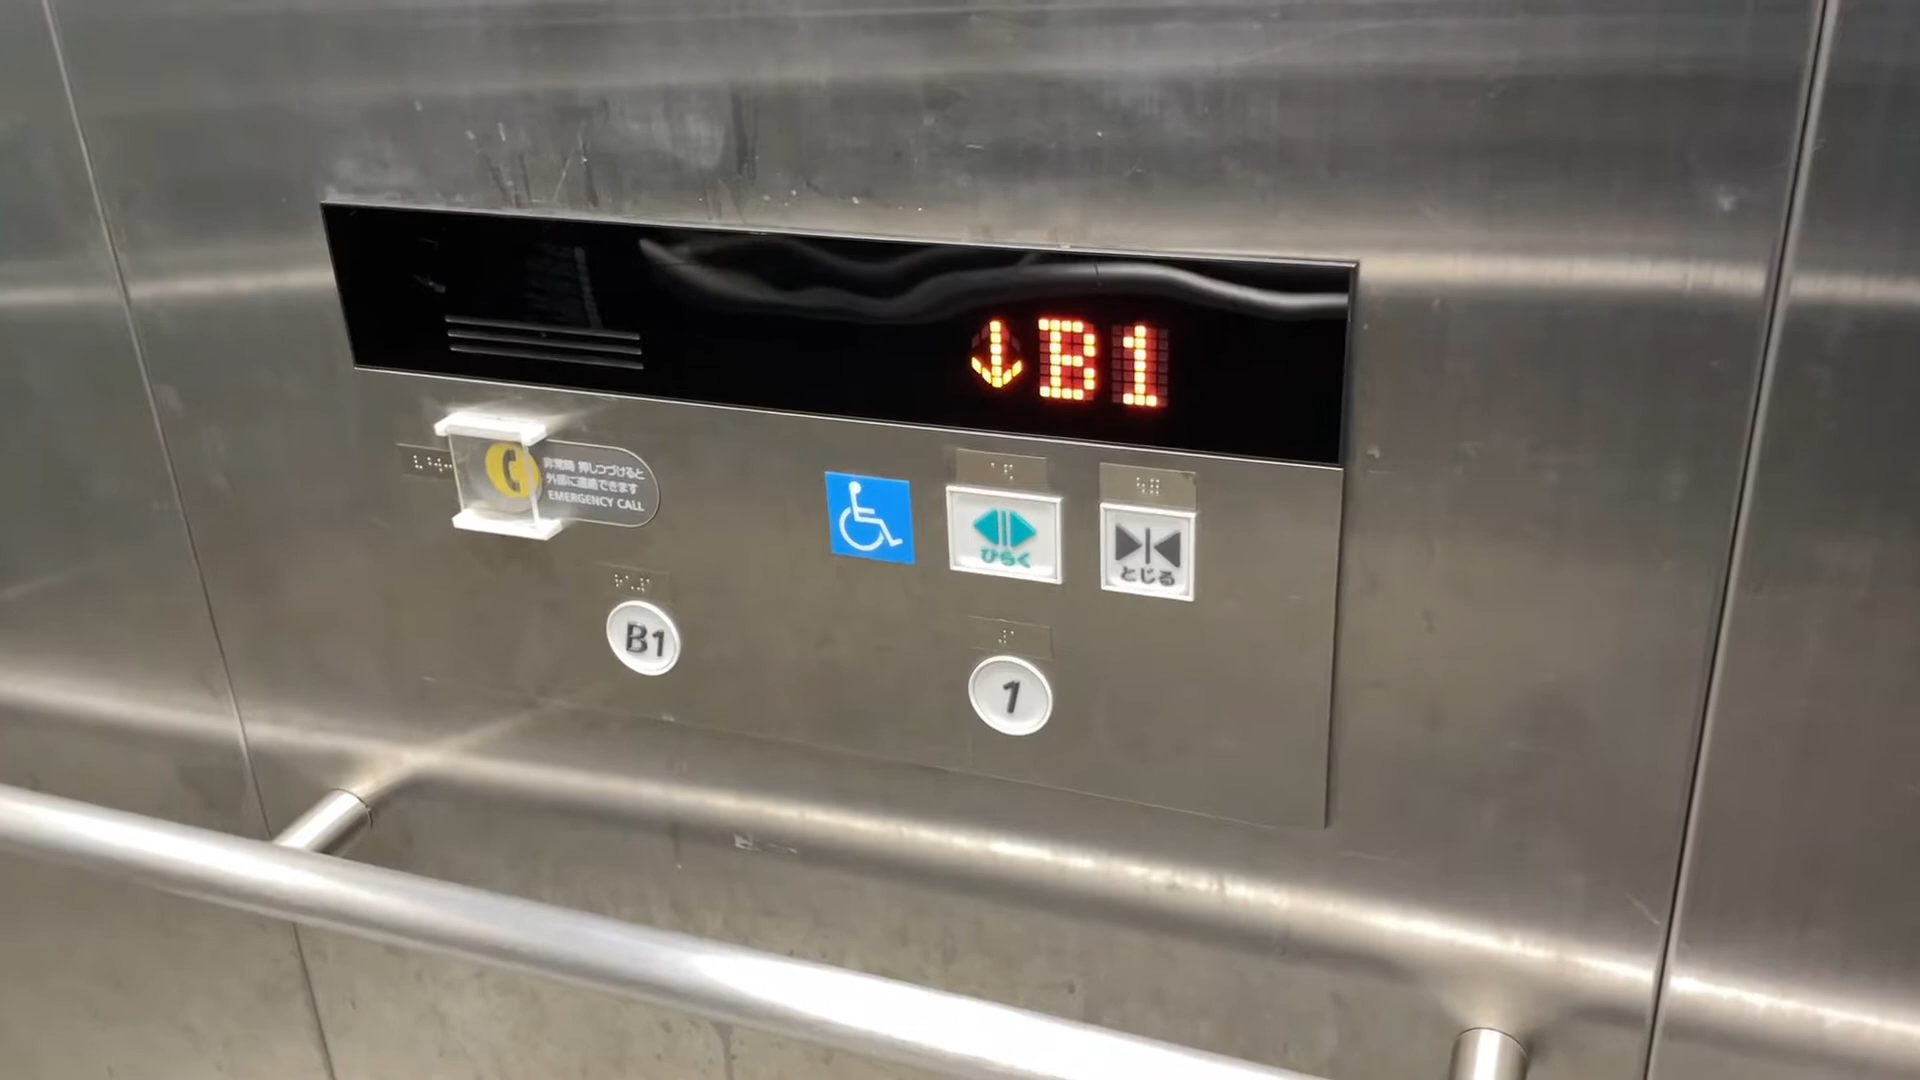 ↓B1
非常時 押しつづけると
外部に連絡できます
EMERGENCY CALL
ひらく
とじる
B1
1